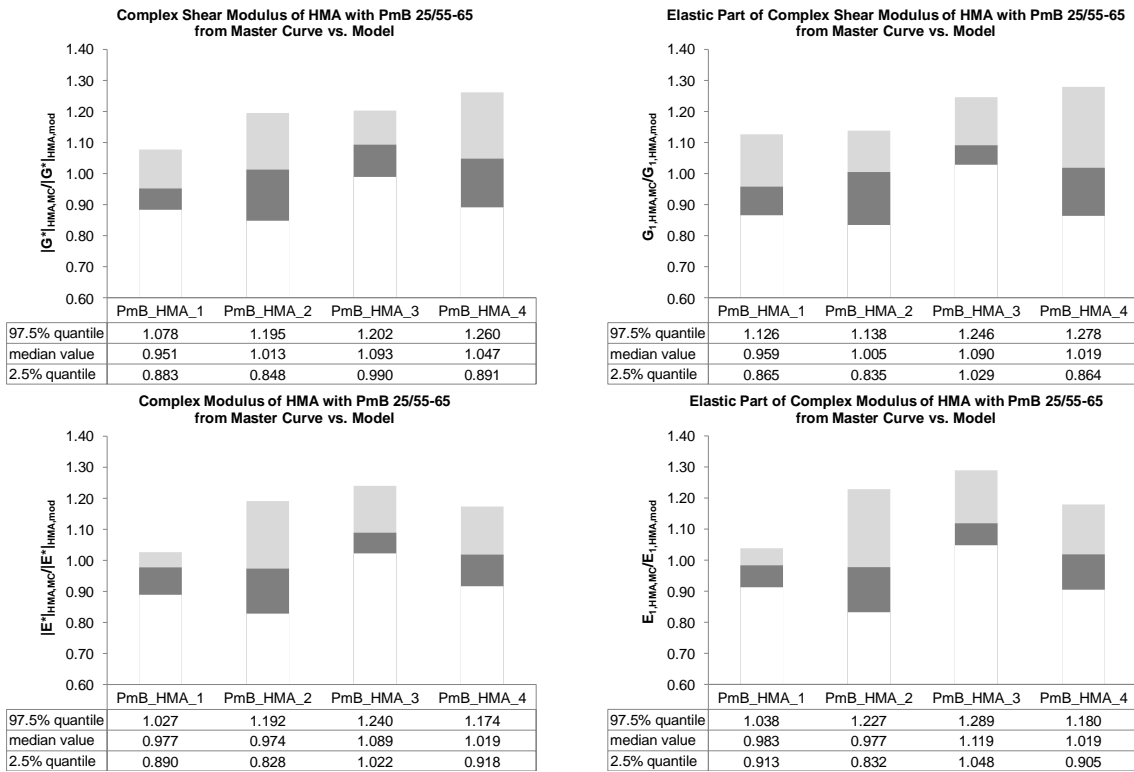 Complex Shear Modulus of HMA with PmB 25/55-65
from Master Curve vs. Model
1.40
1.30
1.20
1.10
1.00
0.90
0.80
0.70
0.60
|G*|HMA,MC/|G*|HMA,mod
PmB_HMA_1 PmB_HMA_2 PmB_HMA_3 PmB_HMA_4
97.5% quantile 1.078 1.195 1.202 1.260
median value 0.951 1.013 1.093 1.047
2.5% quantile 0.883 0.848 0.990 0.891
Elastic Part of Complex Shear Modulus of HMA with PmB 25/55-65
from Master Curve vs. Model
1.40
1.30
1.20
1.10
1.00
0.90
0.80
0.70
0.60
G1,HMA,MC/G1,HMA,mod
PmB_HMA_1 PmB_HMA_2 PmB_HMA_3 PmB_HMA_4
97.5% quantile 1.126 1.138 1.246 1.278
median value 0.959 1.005 1.090 1.019
2.5% quantile 0.865 0.835 1.029 0.864
Complex Modulus of HMA with PmB 25/55-65
from Master Curve vs. Model
1.40
1.30
1.20
1.10
1.00
0.90
0.80
0.70
0.60
|E*|HMA,MC/|E*|HMA,mod
PmB_HMA_1 PmB_HMA_2 PmB_HMA_3 PmB_HMA_4
97.5% quantile 1.027 1.192 1.240 1.174
median value 0.977 0.974 1.089 1.019
2.5% quantile 0.890 0.828 1.022 0.918
Elastic Part of Complex Modulus of HMA with PmB 25/55-65
from Master Curve vs. Model
1.40
1.30
1.20
1.10
1.00
0.90
0.80
0.70
0.60
E1,HMA,MC/E1,HMA,mod
PmB_HMA_1 PmB_HMA_2 PmB_HMA_3 PmB_HMA_4
97.5% quantile 1.038 1.227 1.289 1.180
median value 0.983 0.977 1.119 1.019
2.5% quantile 0.913 0.832 1.048 0.905